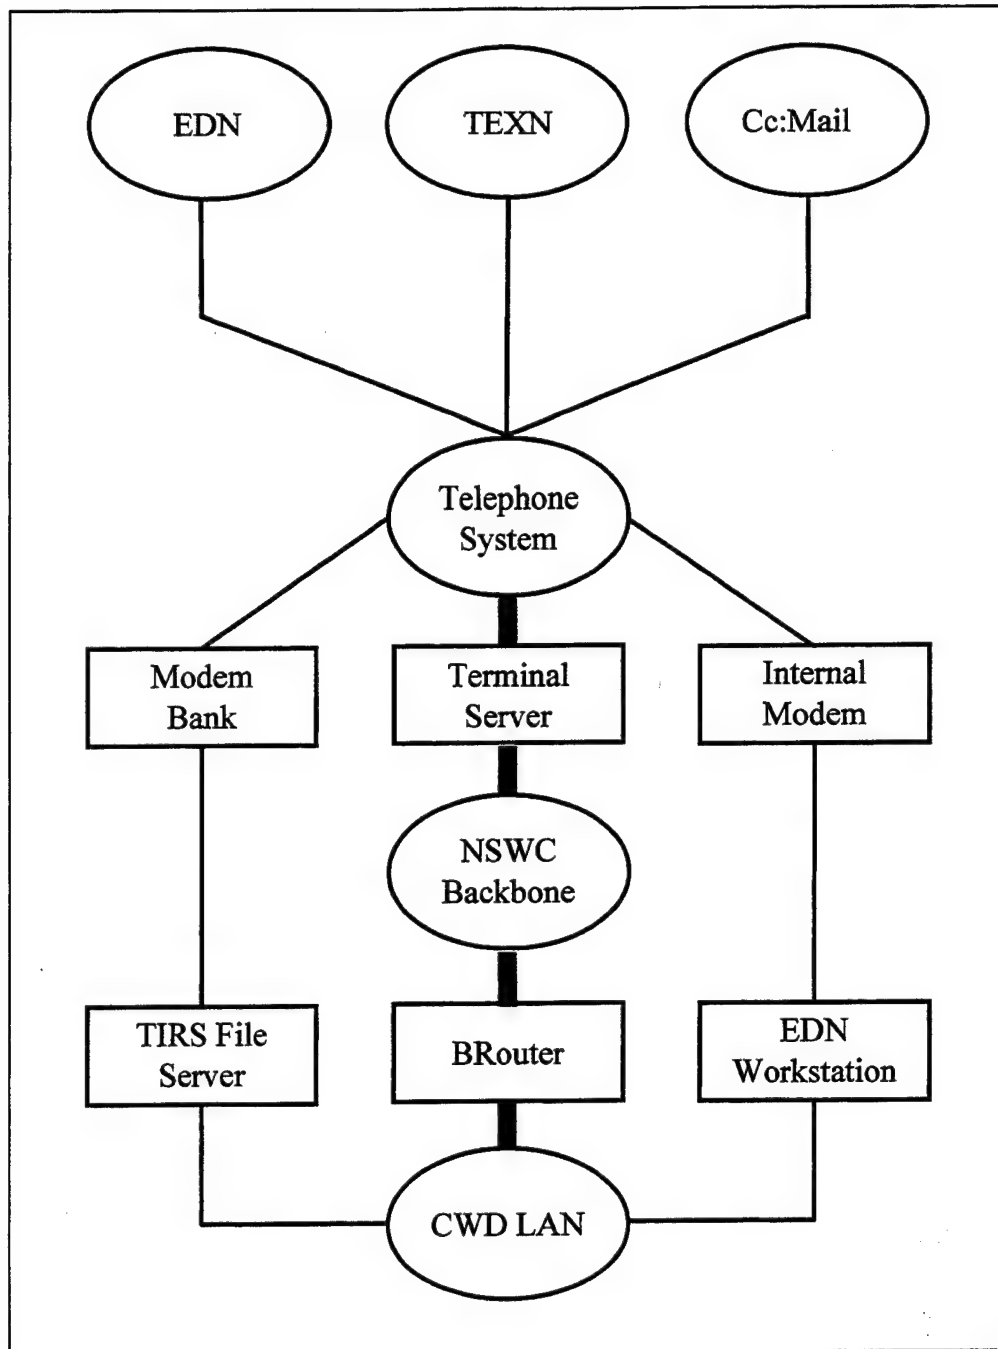 EDN
TEXN
Cc:Mail
Telephone
System
Modem
Bank
Terminal
Server
Internal
Modem
NSWC
Backbone
TIRS File
Server
BRouter
EDN
Workstation
CWD LAN